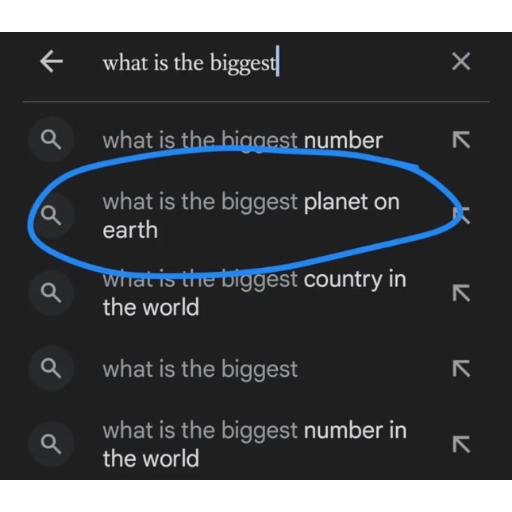 what is the biggest
what is the biggest number
what is the biggest planet on
earth
what is the biggest country in
the world
what is the biggest
what is the biggest number in
the world